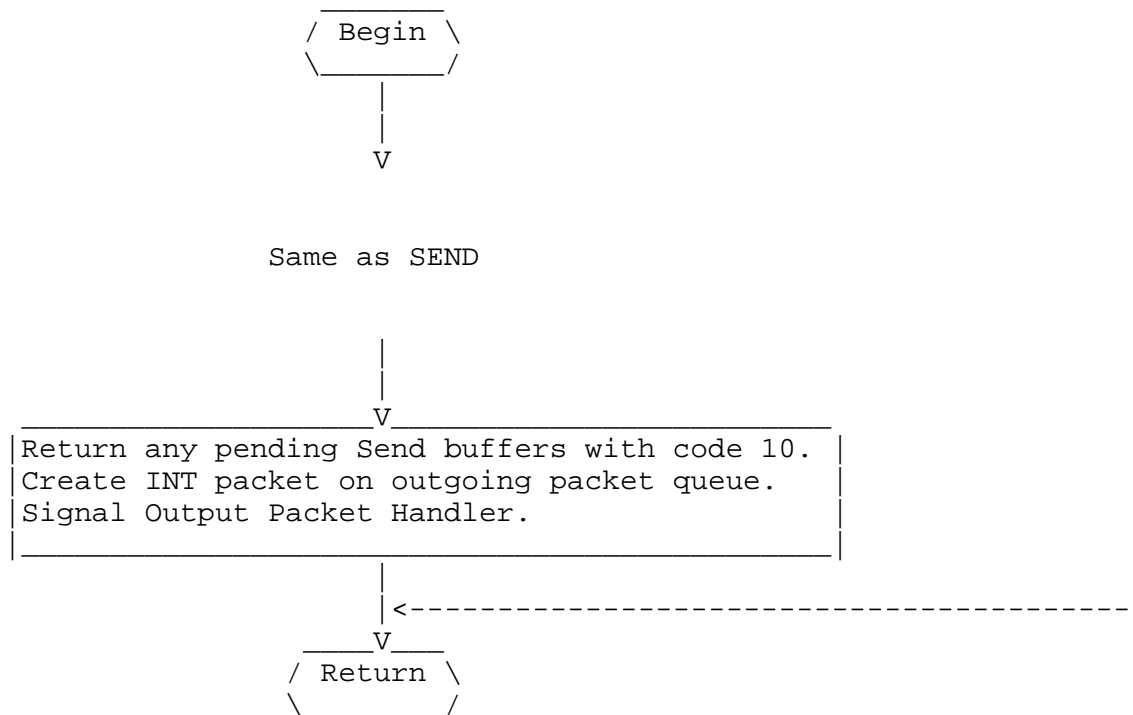 Begin
Same as SEND
Return any pending Send buffers with code 10.
Create INT packet on outgoing packet queue.
Signal Output Packet Handler.
Return